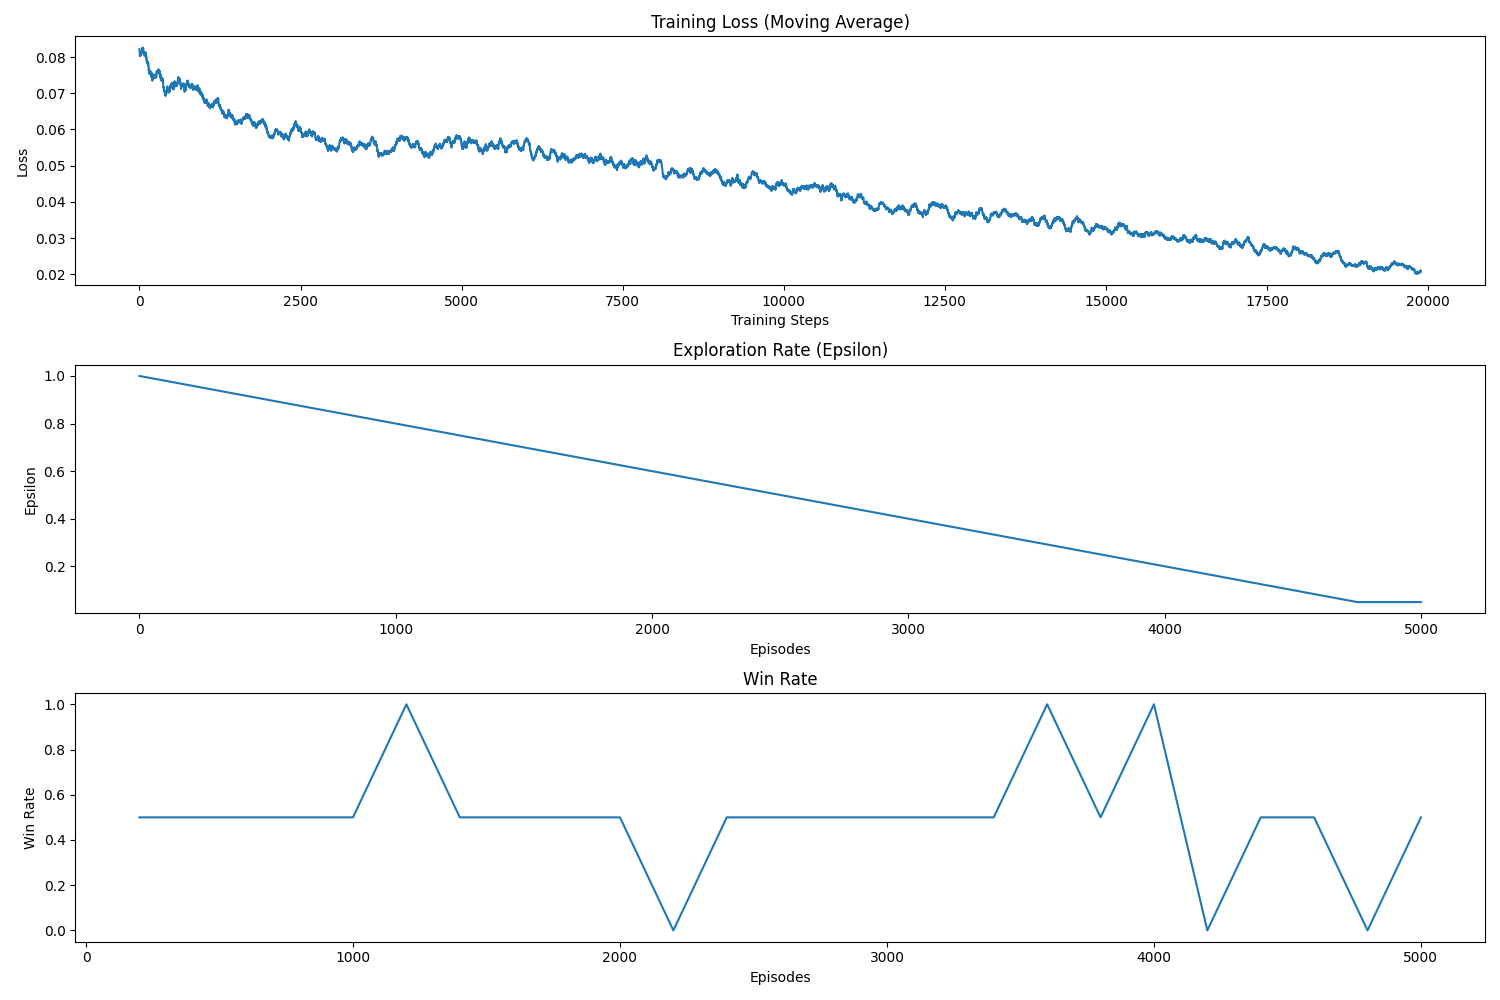 Training Loss (Moving Average)
0.08
0.07
0.06
0.05
0.04
0.03
0.02
Loss
0 2500 5000 7500 10000 12500 15000 17500 20000
Training Steps
Exploration Rate (Epsilon)
1.0
0.8
0.6
0.4
0.2
Epsilon
0 1000 2000 3000 4000 5000
Episodes
Win Rate
1.0
0.8
0.6
0.4
0.2
0.0
Win Rate
0 1000 2000 3000 4000 5000
Episodes